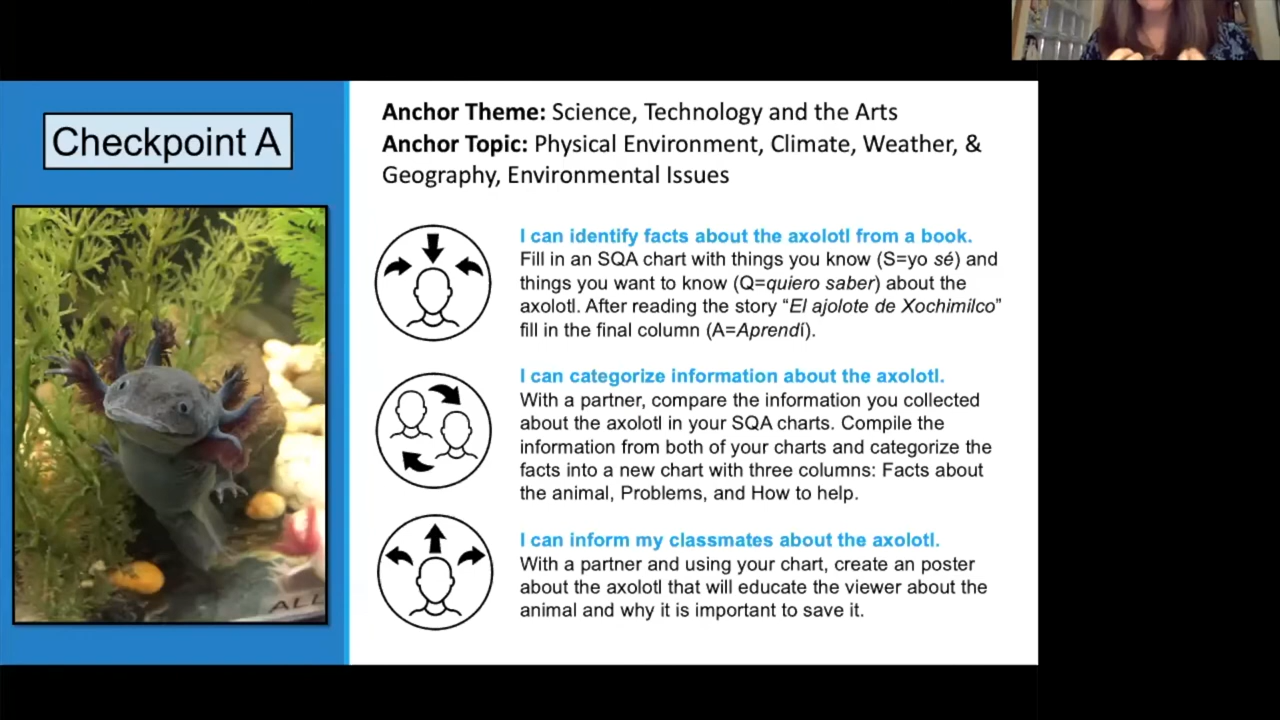 Checkpoint A
Anchor Theme: Science, Technology and the Arts
Anchor Topic: Physical Environment, Climate, Weather, &
Geography, Environmental Issues
I can identify facts about the axolotl from a book.
Fill in an SQA chart with things you know (S=yo sé) and
things you want to know (Q=quiero saber) about the
axolotl. After reading the story “El ajolote de Xochimilco”
fill in the final column (A=Aprendí).
I can categorize information about the axolotl.
With a partner, compare the information you collected
about the axolotl in your SQA charts. Compile the
information from both of your charts and categorize the
facts into a new chart with three columns: Facts about
the animal, Problems, and How to help.
I can inform my classmates about the axolotl.
With a partner and using your chart, create an poster
about the axolotl that will educate the viewer about the
animal and why it is important to save it.
ALL